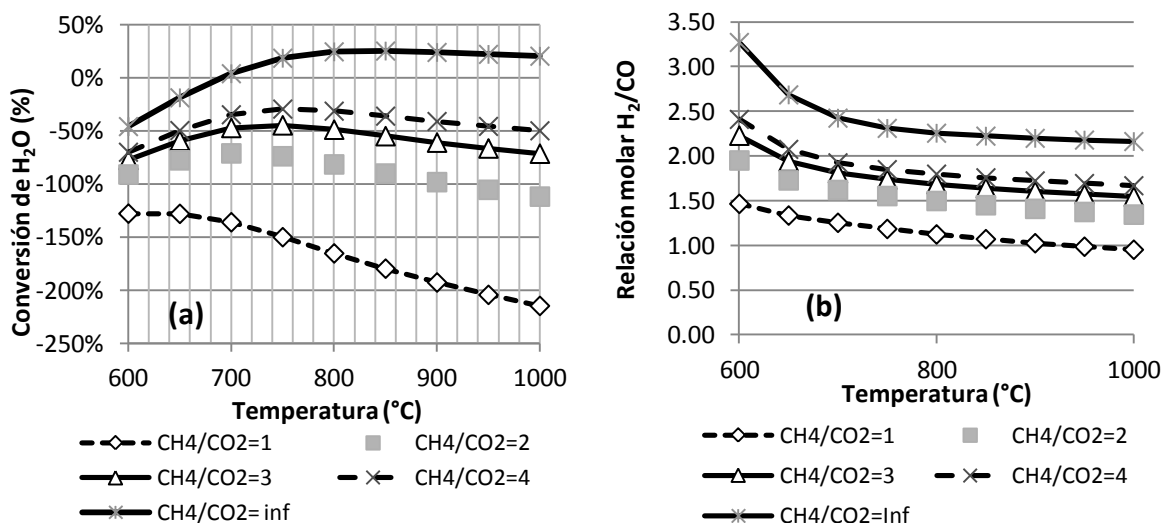 Conversión de H₂O (%)
50%
0%
-50%
-100%
-150%
-200%
-250%
(a)
600 700 800 900 1000
Temperatura (°C)
CH4/CO2=1 CH4/CO2=2
CH4/CO2=3 CH4/CO2=4
CH4/CO2= inf
Relación molar H₂/CO
3.50
3.00
2.50
2.00
1.50
1.00
0.50
0.00
(b)
600 800 1000
Temperatura (°C)
CH4/CO2=1 CH4/CO2=2
CH4/CO2=3 CH4/CO2=4
CH4/CO2=Inf